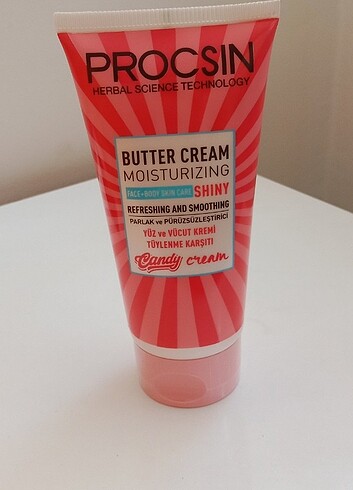 PROCSIN
HERBAL SCIENCE TECHNOLOGY
BUTTER CREAM
MOISTURIZING
FACE+BODY SKIN CARE SHINY
REFRESHING AND SMOOTHING
PARLAK ve PÜRÜZSÜZLEŞTİRİCİ
YÜZ ve VÜCUT KREMİ
TÜYLENME KARŞITI
Candy cream